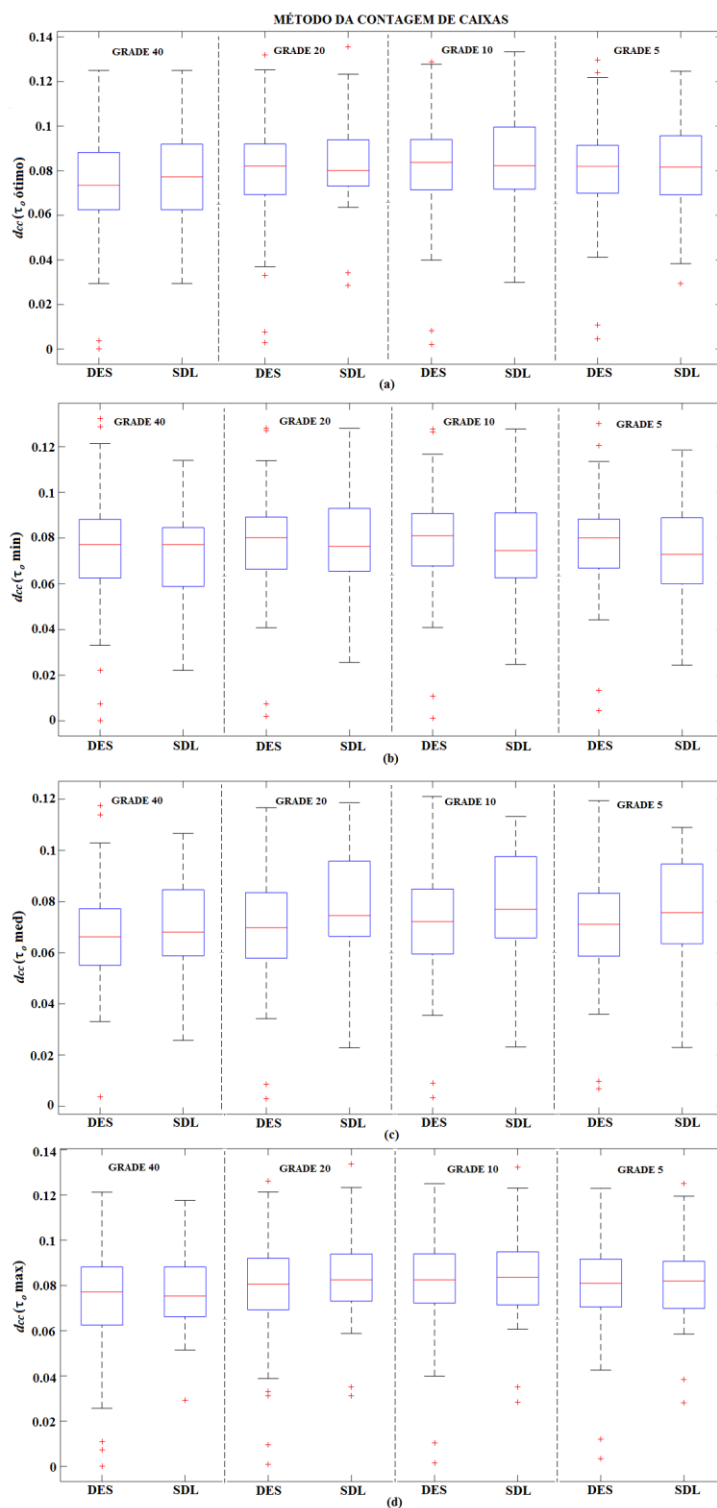 MÉTODO DA CONTAGEM DE CAIXAS
GRADE 40 GRADE 20 GRADE 10 GRADE 5
dcc (τo ótimo)
0.14
0.12
0.1
0.08
0.06
0.04
0.02
0
DES SDL DES SDL DES SDL DES SDL
(a)
GRADE 40 GRADE 20 GRADE 10 GRADE 5
dcc (τo min)
0.12
0.1
0.08
0.06
0.04
0.02
0
DES SDL DES SDL DES SDL DES SDL
(b)
GRADE 40 GRADE 20 GRADE 10 GRADE 5
dcc (τo med)
0.12
0.1
0.08
0.06
0.04
0.02
0
DES SDL DES SDL DES SDL DES SDL
(c)
GRADE 40 GRADE 20 GRADE 10 GRADE 5
dcc (τo max)
0.14
0.12
0.1
0.08
0.06
0.04
0.02
0
DES SDL DES SDL DES SDL DES SDL
(d)